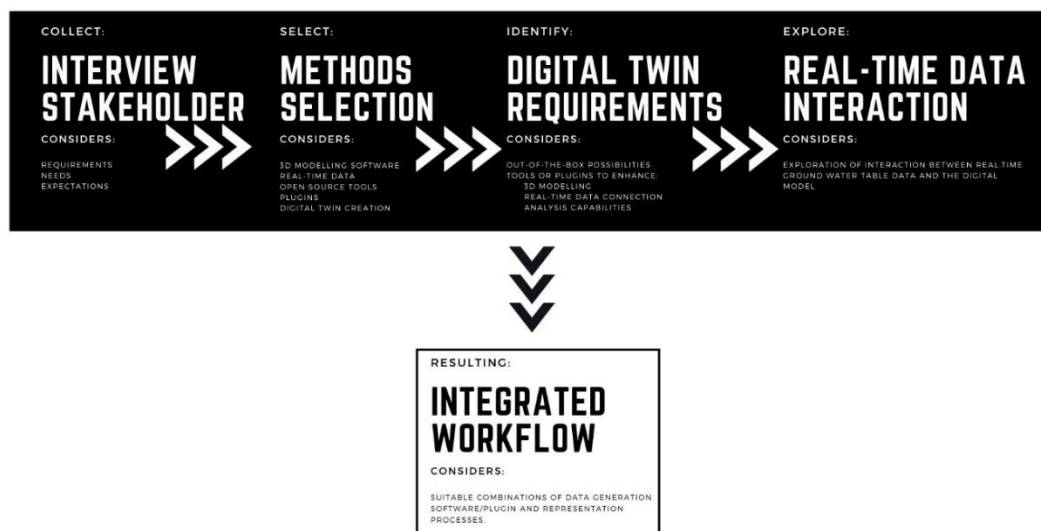 COLLECT:
INTERVIEW
STAKEHOLDER
CONSIDERS:
REQUIREMENTS
NEEDS
EXPECTATIONS
SELECT:
METHODS
SELECTION
CONSIDERS:
3D MODELLING SOFTWARE
REAL-TIME DATA
OPEN SOURCE TOOLS
PLUGINS
DIGITAL TWIN CREATION
IDENTIFY:
DIGITAL TWIN
REQUIREMENTS
CONSIDERS:
OUT-OF-THE-BOX POSSIBILITIES
TOOLS OR PLUGINS TO ENHANCE:
3D MODELLING
REAL-TIME DATA CONNECTION
ANALYSIS CAPABILITIES
EXPLORE:
REAL-TIME DATA
INTERACTION
CONSIDERS:
EXPLORATION OF INTERACTION BETWEEN REAL-TIME
GROUND WATER TABLE DATA AND THE DIGITAL
MODEL
RESULTING:
INTEGRATED
WORKFLOW
CONSIDERS:
SUITABLE COMBINATIONS OF DATA GENERATION
SOFTWARE/PLUGIN AND REPRESENTATION
PROCESSES.